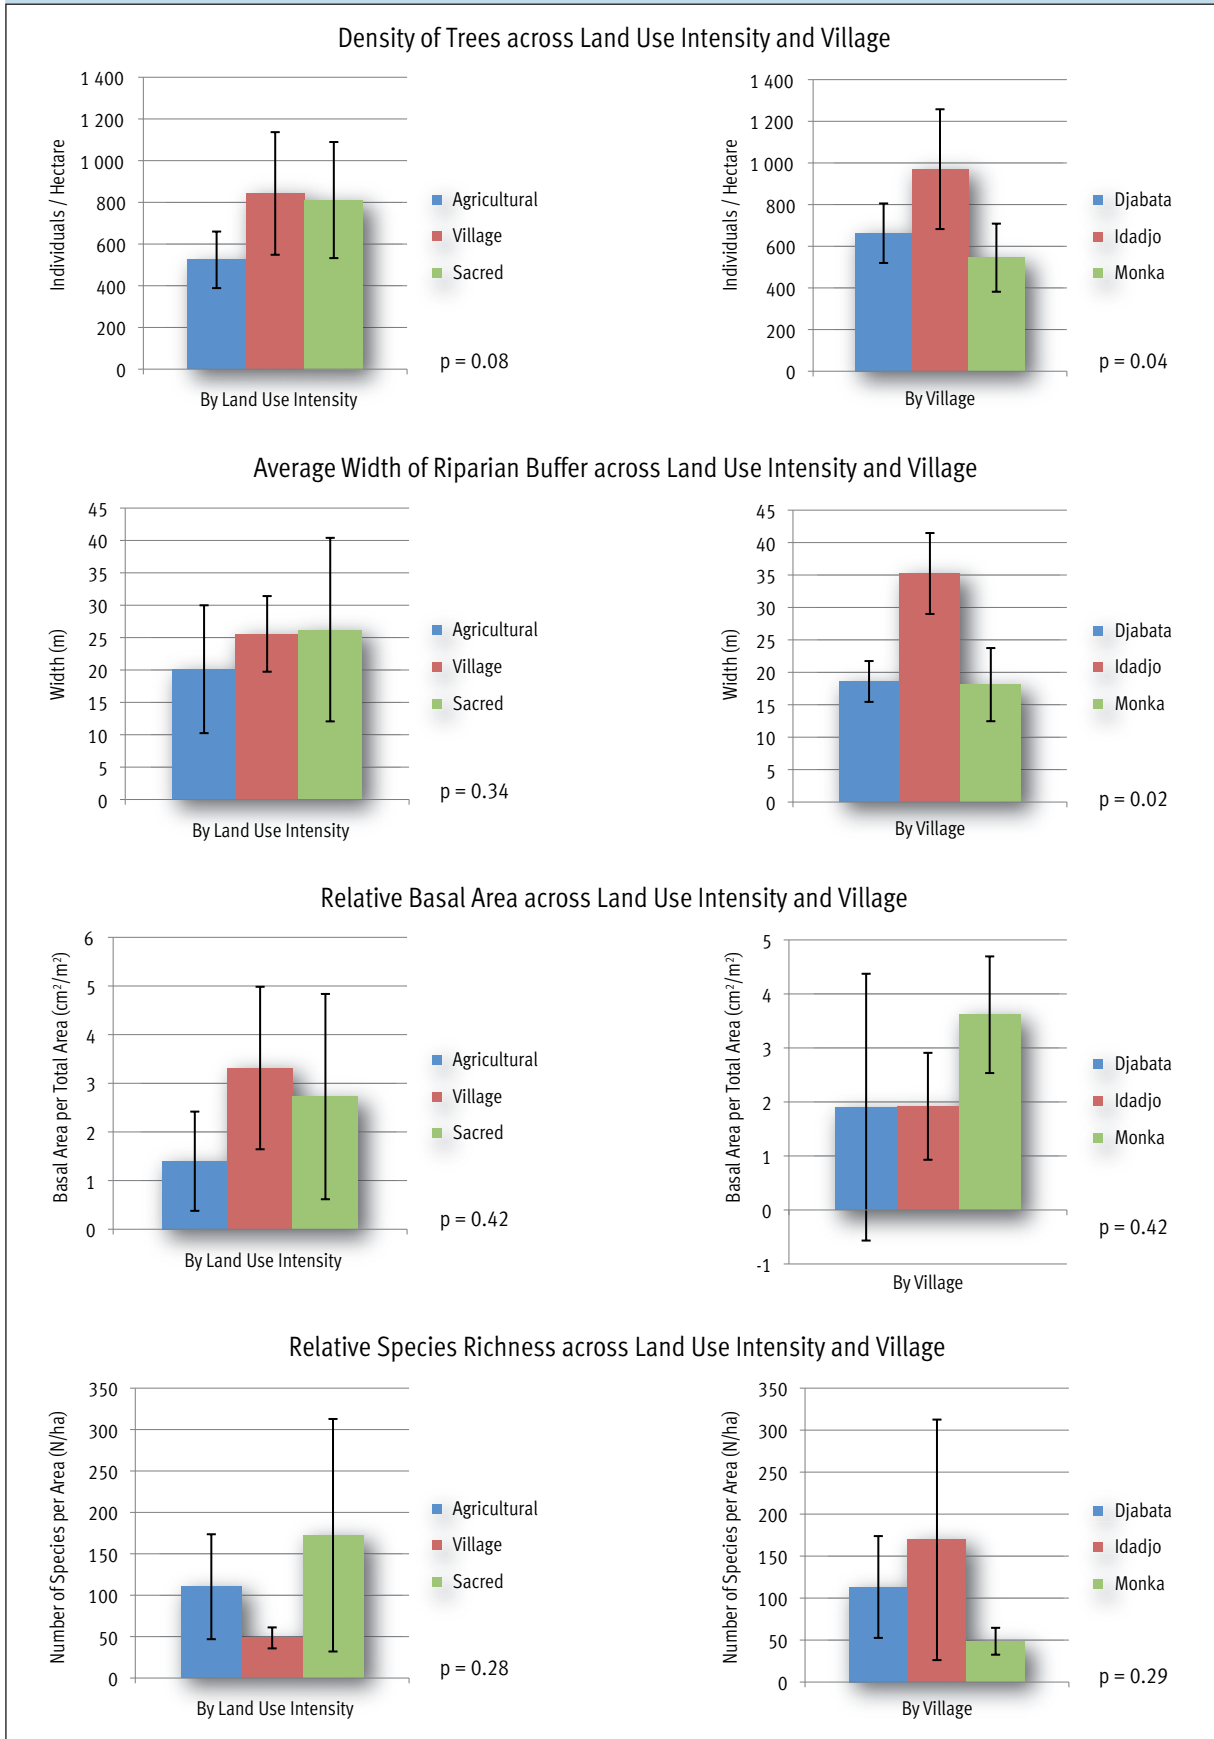 Density of Trees across Land Use Intensity and Village
Individuals / Hectare
1 400
1 200
1 000
800
600
400
200
0
By Land Use Intensity
Agricultural
Village
Sacred
p = 0.08
Individuals / Hectare
1 400
1 200
1 000
800
600
400
200
0
By Village
Djabata
Idadjo
Monka
p = 0.04
Average Width of Riparian Buffer across Land Use Intensity and Village
Width (m)
45
40
35
30
25
20
15
10
5
0
By Land Use Intensity
Agricultural
Village
Sacred
p = 0.34
Width (m)
45
40
35
30
25
20
15
10
5
0
By Village
Djabata
Idadjo
Monka
p = 0.02
Relative Basal Area across Land Use Intensity and Village
Basal Area per Total Area (cm²/m²)
6
5
4
3
2
1
0
By Land Use Intensity
Agricultural
Village
Sacred
p = 0.42
Basal Area per Total Area (cm²/m²)
5
4
3
2
1
0
-1
By Village
Djabata
Idadjo
Monka
p = 0.42
Relative Species Richness across Land Use Intensity and Village
Number of Species per Area (N/ha)
350
300
250
200
150
100
50
0
By Land Use Intensity
Agricultural
Village
Sacred
p = 0.28
Number of Species per Area (N/ha)
350
300
250
200
150
100
50
0
By Village
Djabata
Idadjo
Monka
p = 0.29